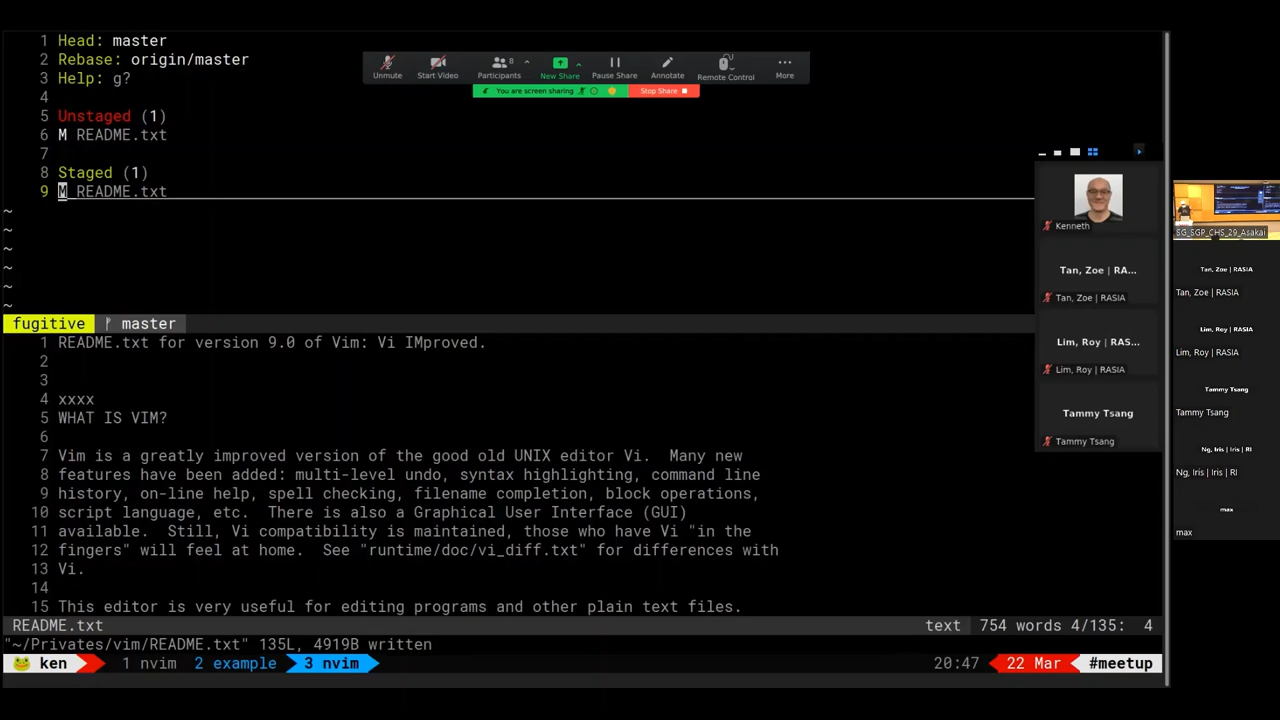 1 Head: master
2 Rebase: origin/master
3 Help: g?
4
5 Unstaged (1)
6 M README.txt
7
8 Staged (1)
9 M README.txt
~
~
~
~
~
~
Unmute
Start Video
Participants 8
New Share
Pause Share
Annotate
Remote Control
More
You are screen sharing
Stop Share
fugitive master
1 README.txt for version 9.0 of Vim: Vi IMproved.
2
3
4 xxxx
5 WHAT IS VIM?
6
7 Vim is a greatly improved version of the good old UNIX editor Vi.  Many new
8 features have been added: multi-level undo, syntax highlighting, command line
9 history, on-line help, spell checking, filename completion, block operations,
10 script language, etc.  There is also a Graphical User Interface (GUI)
11 available.  Still, Vi compatibility is maintained, those who have Vi "in the
12 fingers" will feel at home.  See "runtime/doc/vi_diff.txt" for differences with
13 Vi.
14
15 This editor is very useful for editing programs and other plain text files.
README.txt text 754 words 4/135: 4
"~/Privates/vim/README.txt" 135L, 4919B written
ken 1 nvim 2 example 3 nvim 20:47 22 Mar #meetup
Kenneth
Tan, Zoe | RA...
Tan, Zoe | RASIA
Lim, Roy | RAS...
Lim, Roy | RASIA
Tammy Tsang
Tammy Tsang
SG_SGP_CHS_29_Asakai
Tan, Zoe | RASIA
Tan, Zoe | RASIA
Lim, Roy | RASIA
Lim, Roy | RASIA
Tammy Tsang
Tammy Tsang
Ng, Iris | Iris | RI
Ng, Iris | Iris | RI
max
max